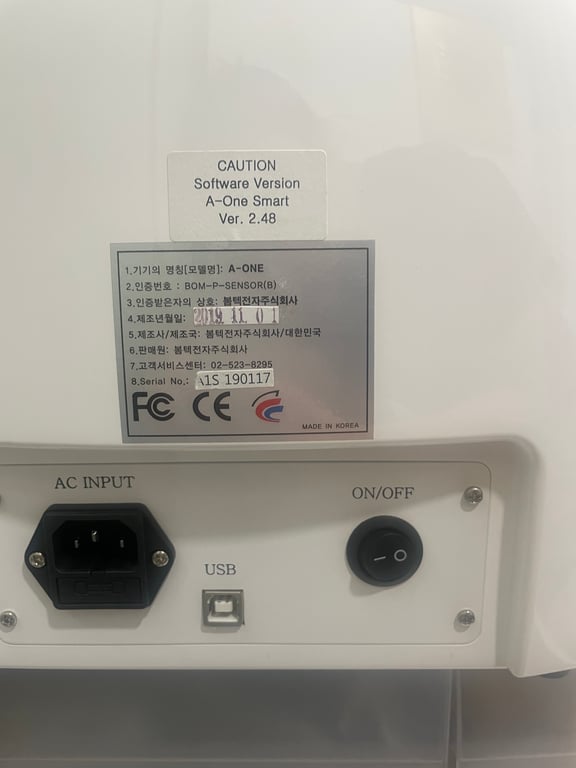 CAUTION
Software Version
A-One Smart
Ver. 2.48
1.기기의 명칭[모델명]: A-ONE
2.인증번호 : BOM-P-SENSOR(B)
3.인증받은자의 상호: 봄텍전자주식회사
4.제조년월일: 2019 11 01
5.제조사/제조국: 봄텍전자주식회사/대한민국
6.판매원: 봄텍전자주식회사
7.고객서비스센터: 02-523-8295
8.Serial No.: A1S 190117
FC CE
MADE IN KOREA
AC INPUT
ON/OFF
USB